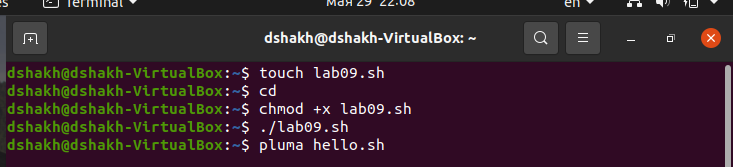 Terminal
мая 29 22:08
en
dshakh@dshakh-VirtualBox: ~
dshakh@dshakh-VirtualBox:~$ touch lab09.sh
dshakh@dshakh-VirtualBox:~$ cd
dshakh@dshakh-VirtualBox:~$ chmod +x lab09.sh
dshakh@dshakh-VirtualBox:~$ ./lab09.sh
dshakh@dshakh-VirtualBox:~$ pluma hello.sh